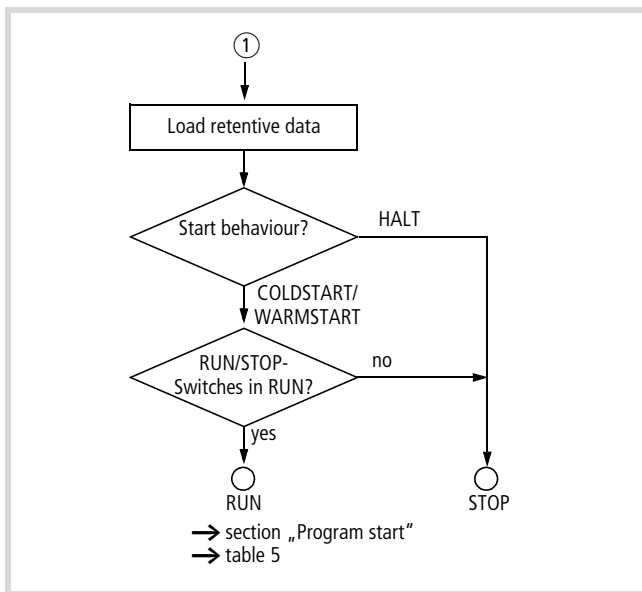 1
Load retentive data
Start behaviour?
HALT
COLDSTART/
WARMSTART
RUN/STOP-
Switches in RUN?
no
yes
RUN
STOP
→ section „Program start“
→ table 5